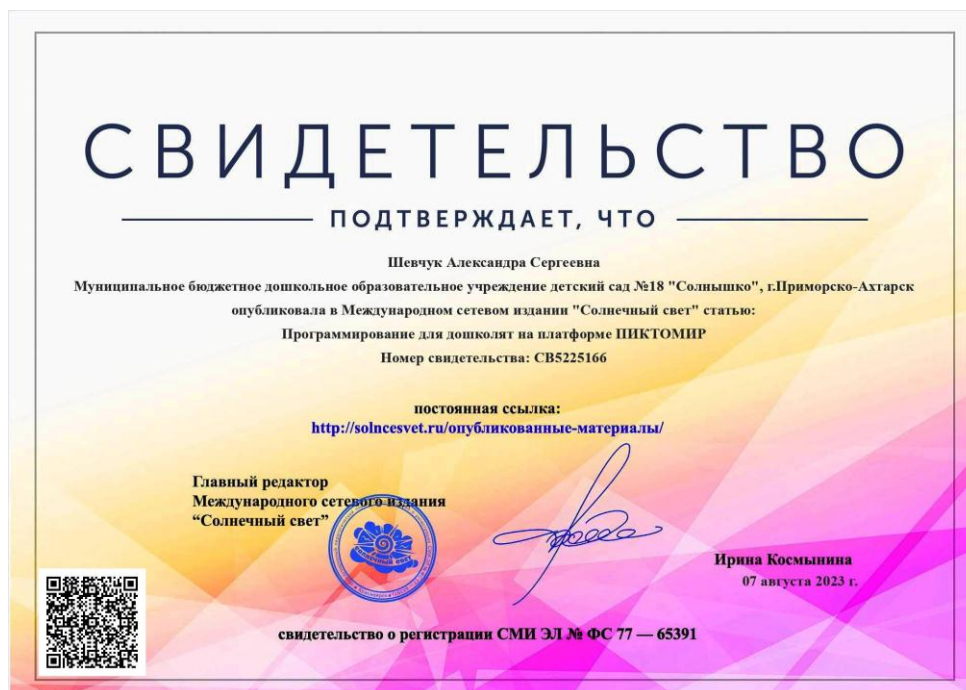 СВИДЕТЕЛЬСТВО
ПОДТВЕРЖДАЕТ, ЧТО
Шевчук Александра Сергеевна
Муниципальное бюджетное дошкольное образовательное учреждение детский сад №18 "Солнышко", г.Приморско-Ахтарск
опубликовала в Международном сетевом издании "Солнечный свет" статью:
Программирование для дошколят на платформе ПИКТОМИР
Номер свидетельства: СВ5225166
постоянная ссылка:
http://solncesvet.ru/опубликованные-материалы/
Главный редактор
Международного сетевого издания
“Солнечный свет”
Ирина Космынина
07 августа 2023 г.
свидетельство о регистрации СМИ ЭЛ № ФС 77 — 65391